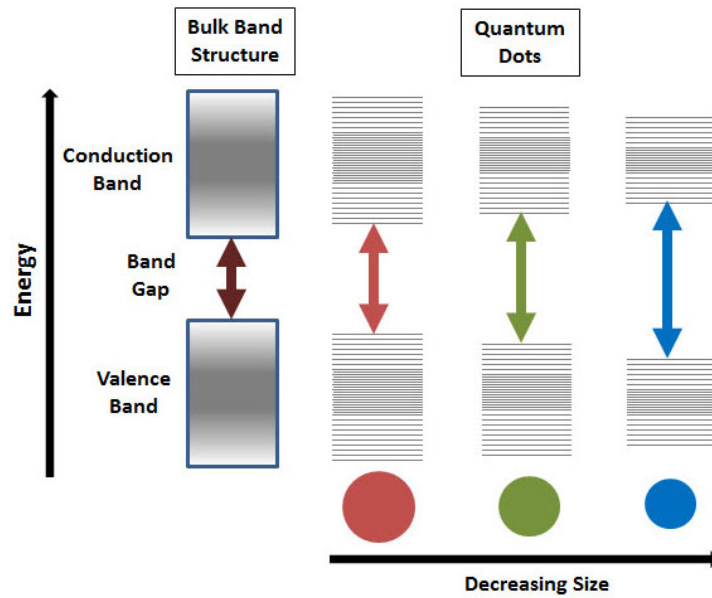 Bulk Band
Structure
Quantum
Dots
Conduction
Band
Band
Gap
Energy
Valence
Band
Decreasing Size